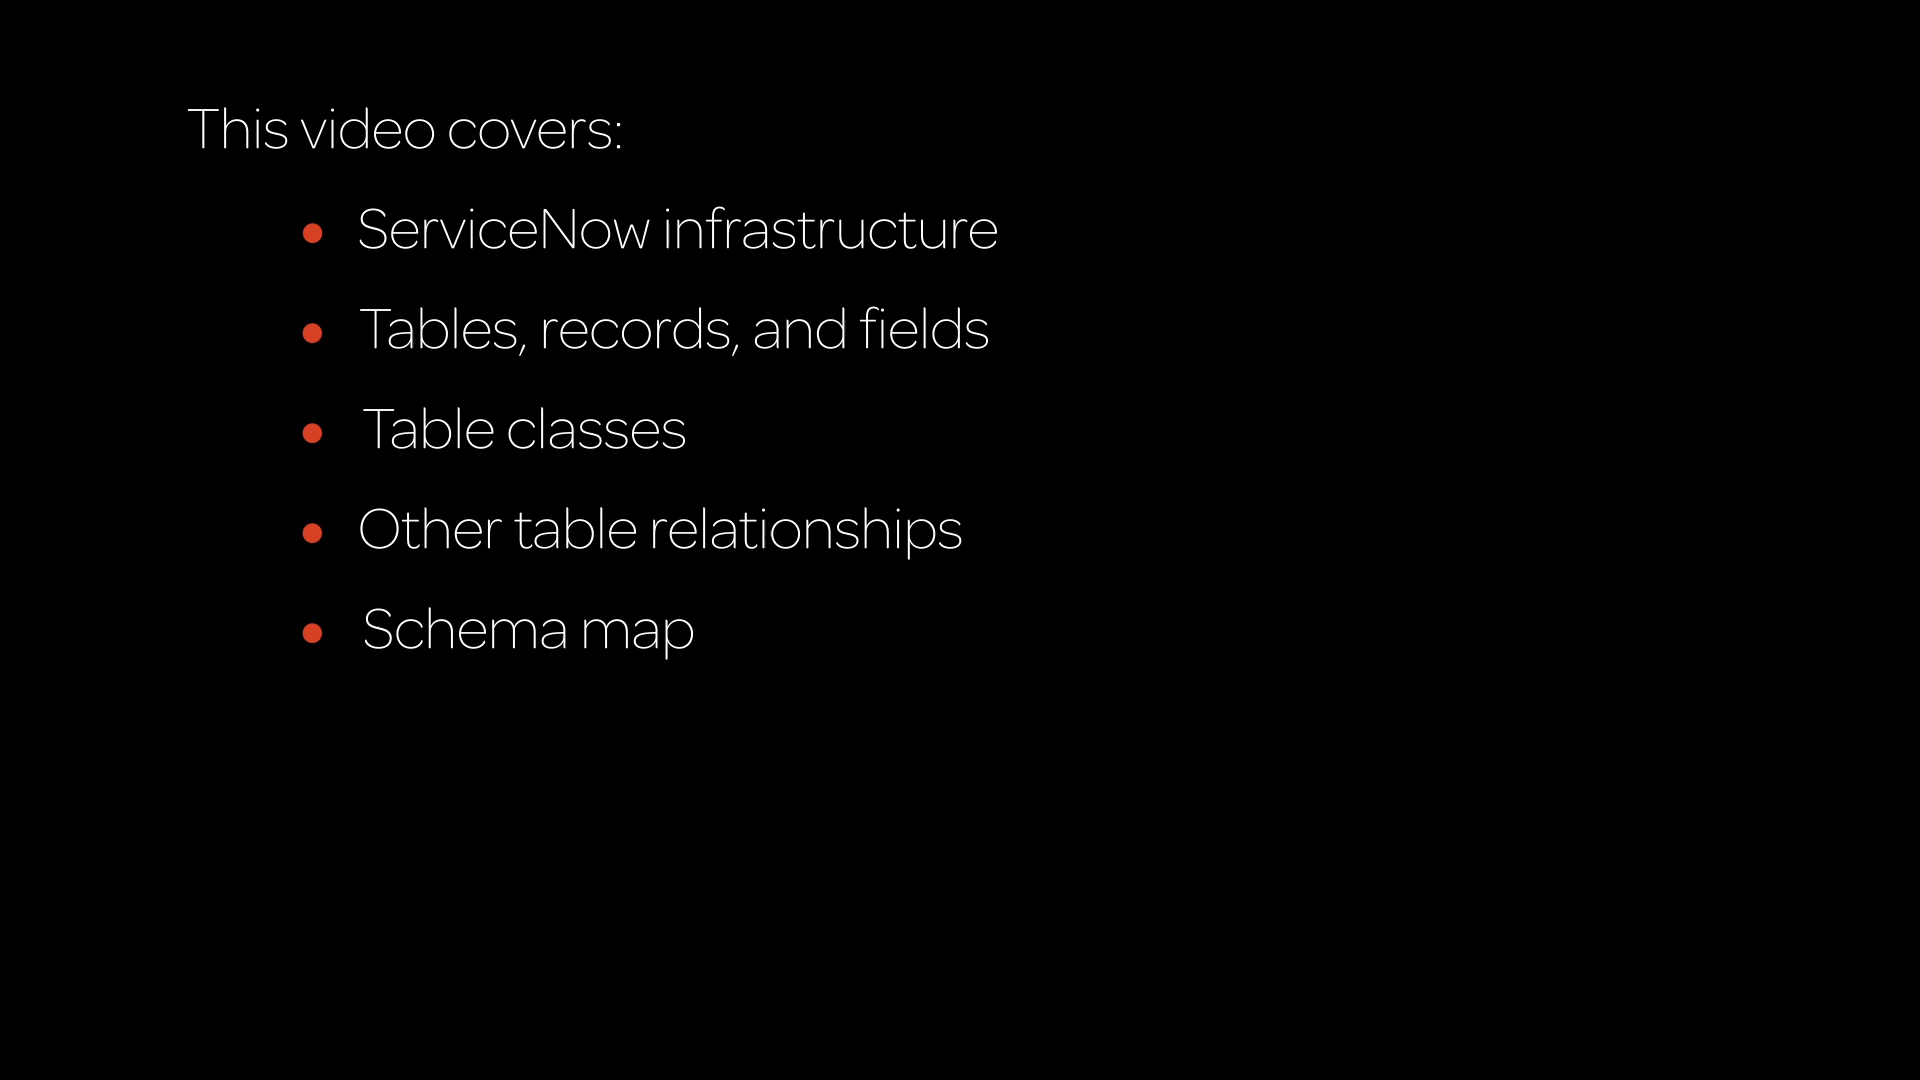 This video covers:
ServiceNow infrastructure
Tables, records, and fields
Table classes
Other table relationships
Schema map